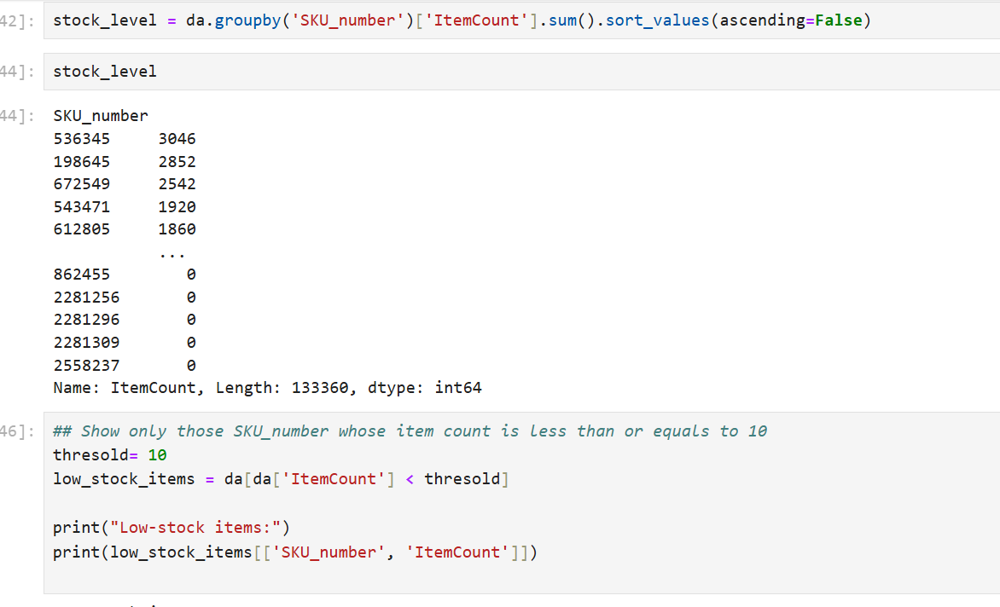 42]: stock_level = da.groupby('SKU_number')['ItemCount'].sum().sort_values(ascending=False)
44]: stock_level
44]: SKU_number
536345     3046
198645     2852
672549     2542
543471     1920
612805     1860
           ...
862455        0
2281256       0
2281296       0
2281309       0
2558237       0
Name: ItemCount, Length: 133360, dtype: int64
46]: ## Show only those SKU_number whose item count is less than or equals to 10
thresold= 10
low_stock_items = da[da['ItemCount'] < thresold]
print("Low-stock items:")
print(low_stock_items[['SKU_number', 'ItemCount']])